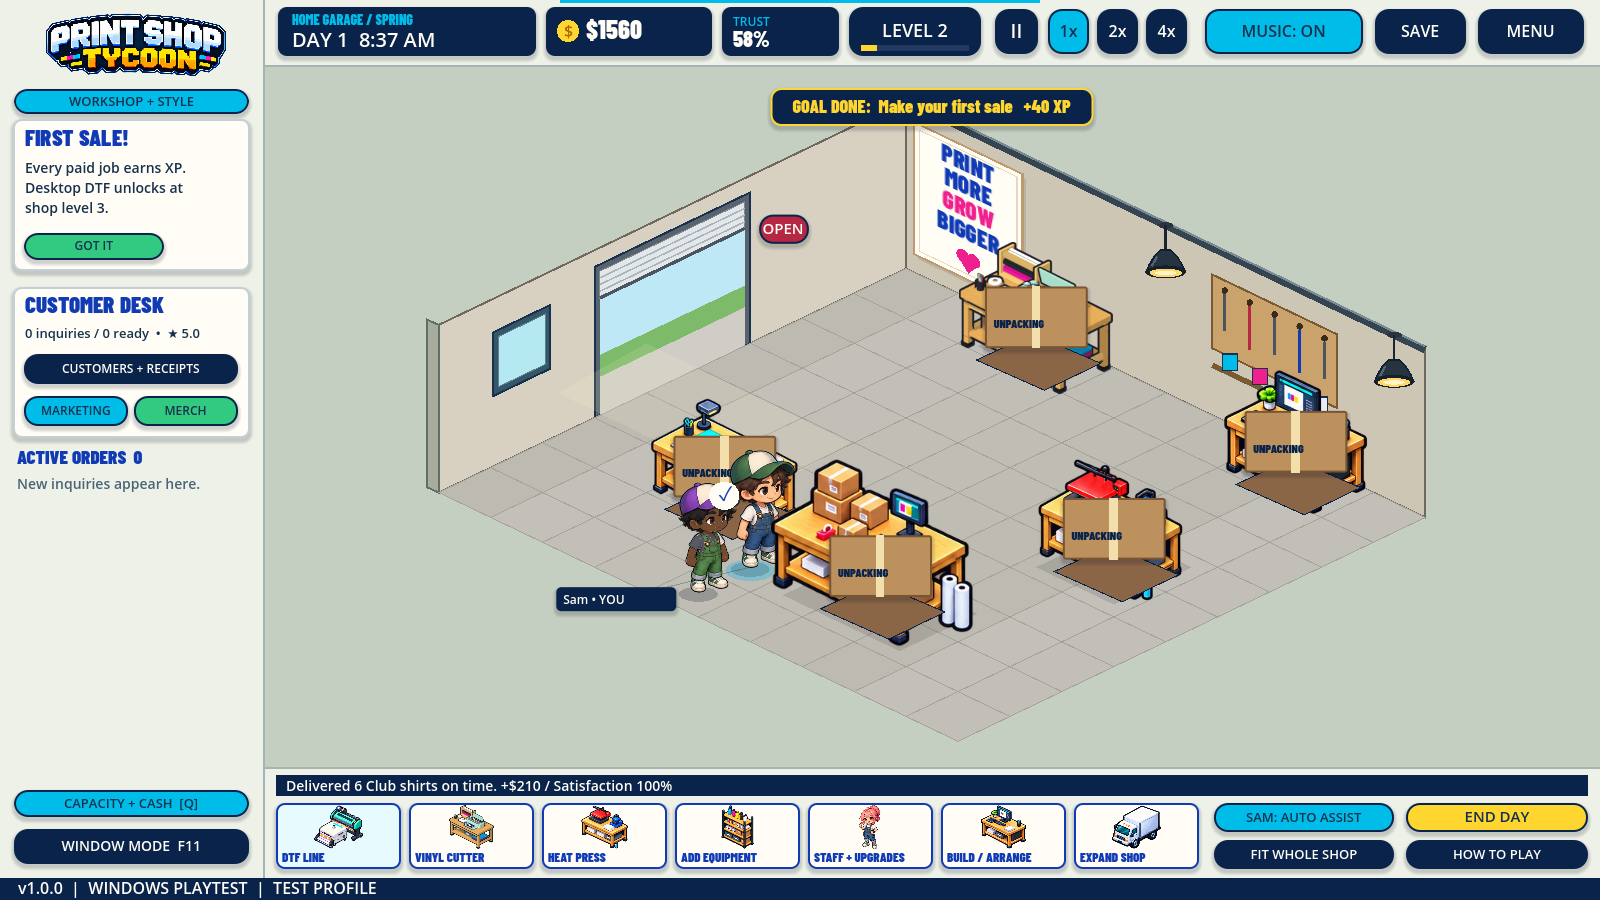 PRINT SHOP
TYCOON
WORKSHOP + STYLE
FIRST SALE!
Every paid job earns XP.
Desktop DTF unlocks at
shop level 3.
GOT IT
CUSTOMER DESK
0 inquiries / 0 ready • ★ 5.0
CUSTOMERS + RECEIPTS
MARKETING
MERCH
ACTIVE ORDERS 0
New inquiries appear here.
CAPACITY + CASH [Q]
WINDOW MODE F11
HOME GARAGE / SPRING
DAY 1 8:37 AM
$ $1560
TRUST
58%
LEVEL 2
II
1x
2x
4x
MUSIC: ON
SAVE
MENU
GOAL DONE: Make your first sale +40 XP
PRINT
MORE
GROW
BIGGER
OPEN
UNPACKING
UNPACKING
UNPACKING
UNPACKING
UNPACKING
✓
Sam • YOU
Delivered 6 Club shirts on time. +$210 / Satisfaction 100%
DTF LINE
VINYL CUTTER
HEAT PRESS
ADD EQUIPMENT
STAFF + UPGRADES
BUILD / ARRANGE
EXPAND SHOP
SAM: AUTO ASSIST
END DAY
FIT WHOLE SHOP
HOW TO PLAY
v1.0.0 | WINDOWS PLAYTEST | TEST PROFILE